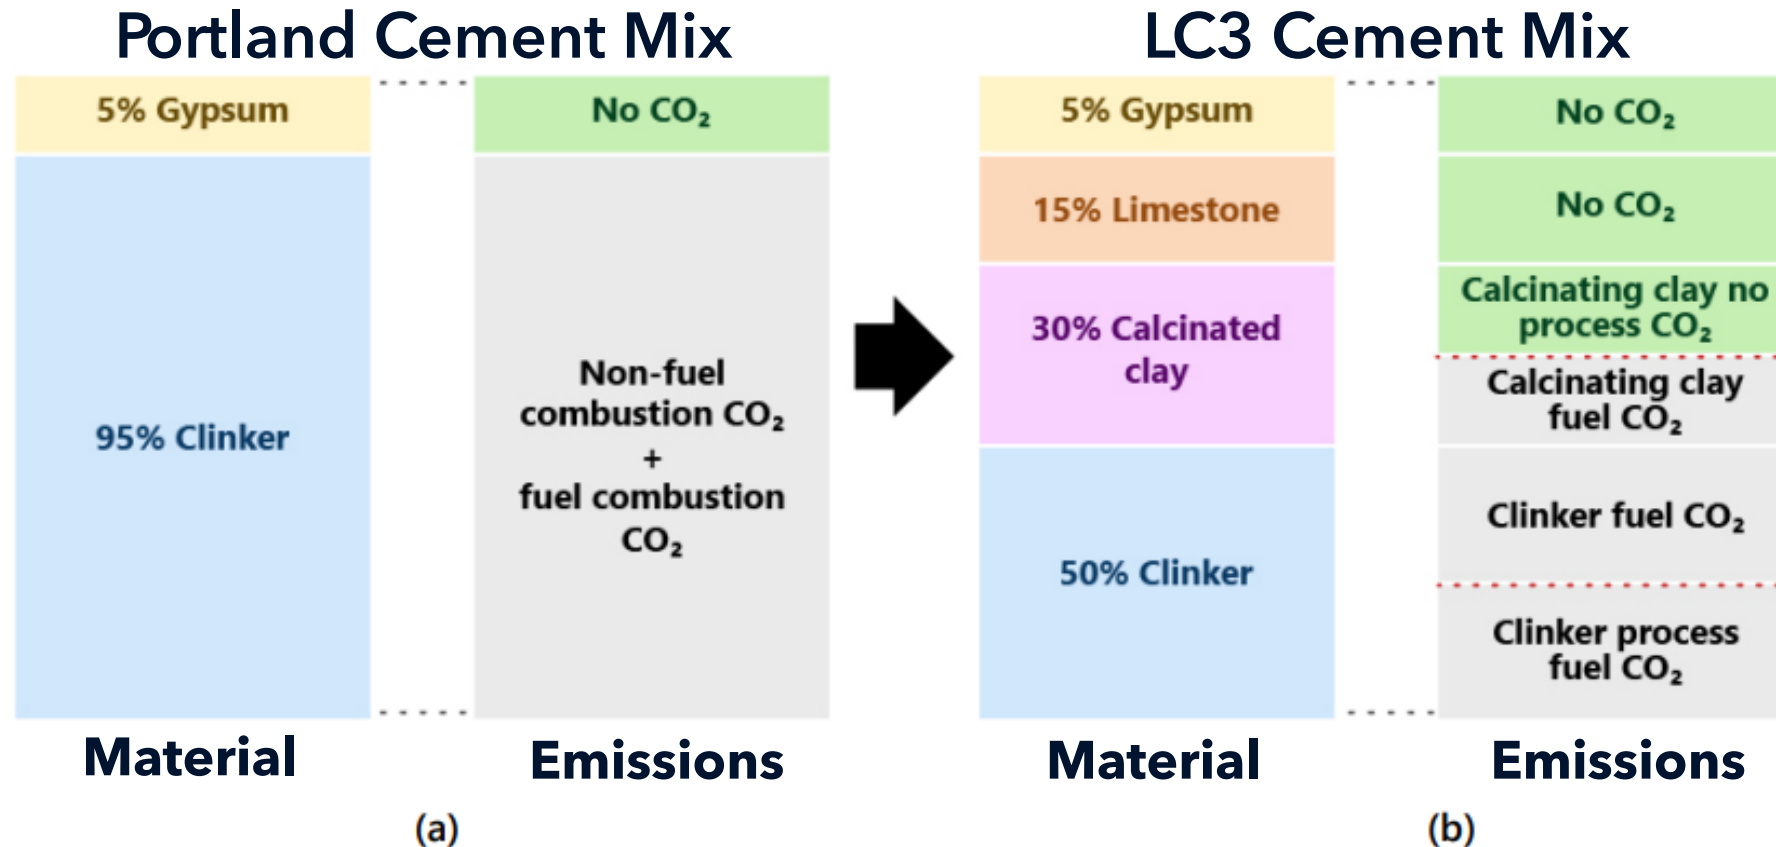 Portland Cement Mix
5% Gypsum
No CO₂
95% Clinker
Non-fuel
combustion CO₂
+
fuel combustion
CO₂
Material
Emissions
(a)
LC3 Cement Mix
5% Gypsum
No CO₂
15% Limestone
No CO₂
30% Calcinated
clay
Calcinating clay no
process CO₂
Calcinating clay
fuel CO₂
50% Clinker
Clinker fuel CO₂
Clinker process
fuel CO₂
Material
Emissions
(b)